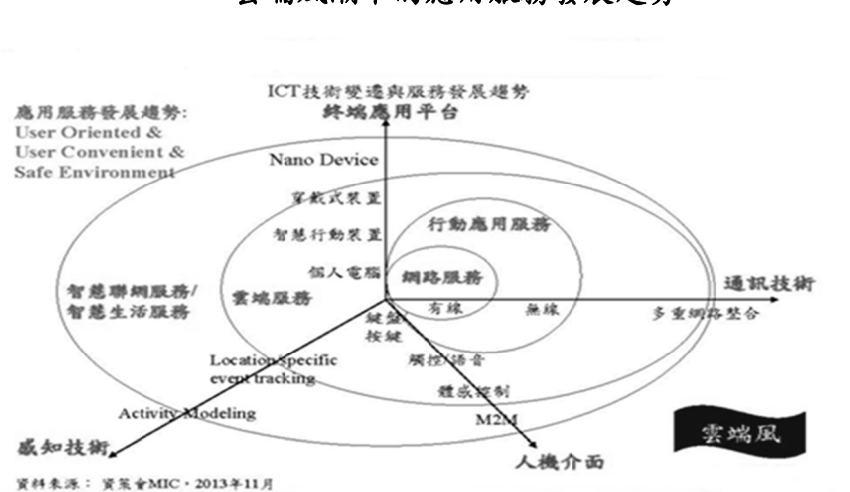 ICT技術變遷與服務發展趨勢
終端應用平台
應用服務發展趨勢:
User Oriented &
User Convenient &
Safe Environment
Nano Device
穿戴式裝置
智慧行動裝置
個人電腦
行動應用服務
網路服務
智慧聯網服務/
智慧生活服務
雲端服務
通訊技術
有線
無線
多重網路整合
鍵盤/
按鍵
觸控/語音
體感控制
M2M
人機介面
Location/specific
event tracking
Activity Modeling
感知技術
雲端風
資料來源：資策會MIC，2013年11月